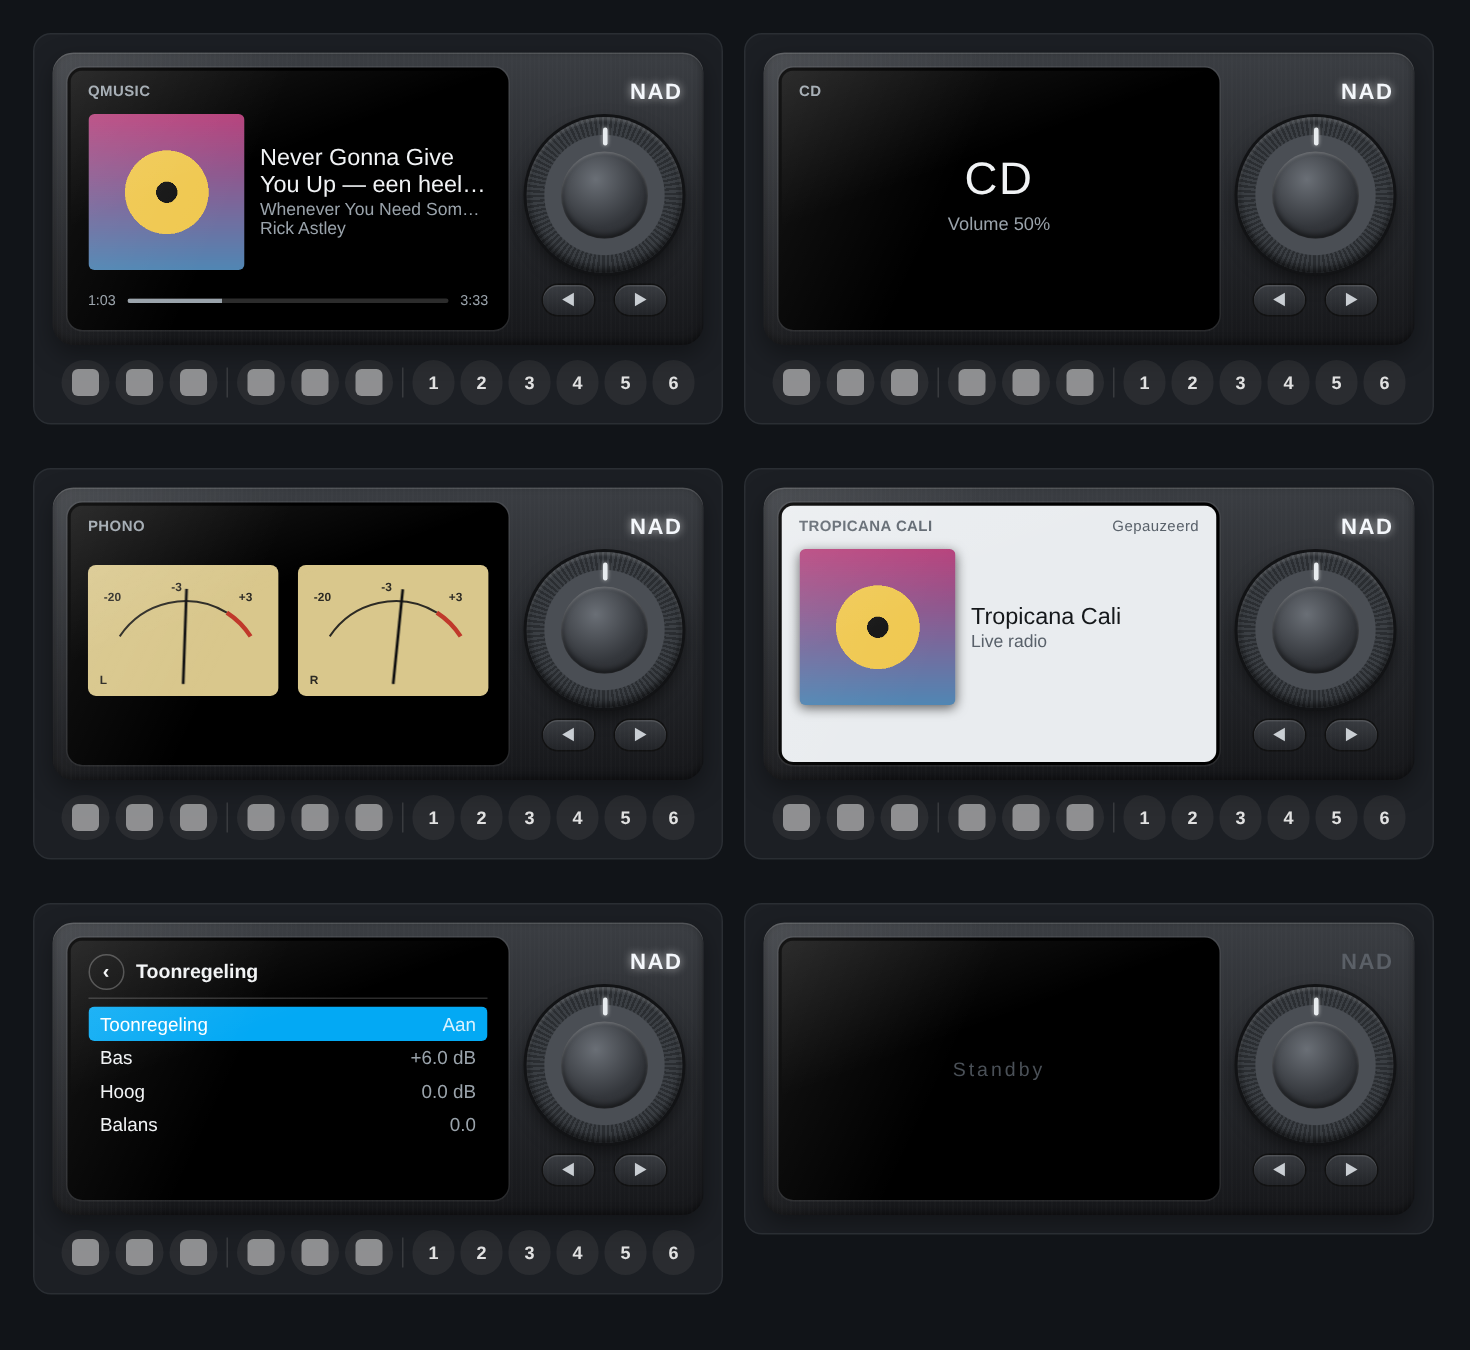 QMUSIC
NAD
Never Gonna Give
You Up — een heel…
Whenever You Need Som…
Rick Astley
1:03
3:33
1 2 3 4 5 6
CD
NAD
CD
Volume 50%
1 2 3 4 5 6
PHONO
NAD
-20 -3 +3
L
-20 -3 +3
R
1 2 3 4 5 6
TROPICANA CALI
Gepauzeerd
NAD
Tropicana Cali
Live radio
1 2 3 4 5 6
‹ Toonregeling
NAD
Toonregeling Aan
Bas +6.0 dB
Hoog 0.0 dB
Balans 0.0
1 2 3 4 5 6
NAD
Standby